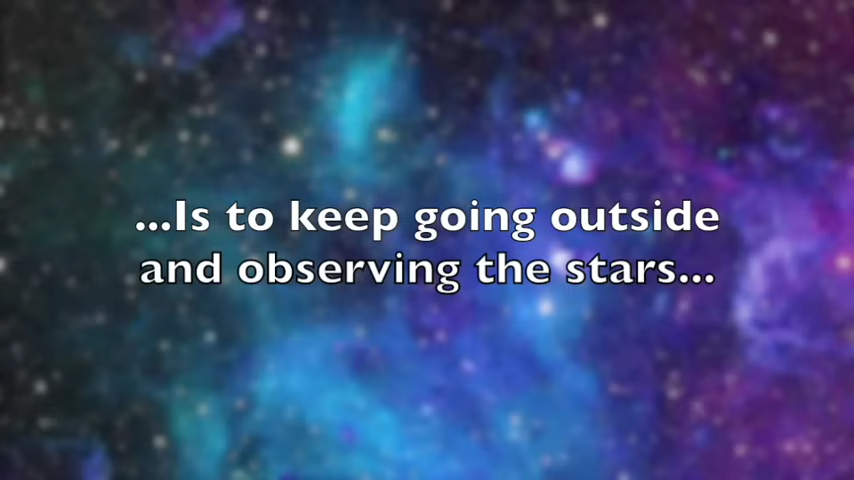 ...Is to keep going outside
and observing the stars...